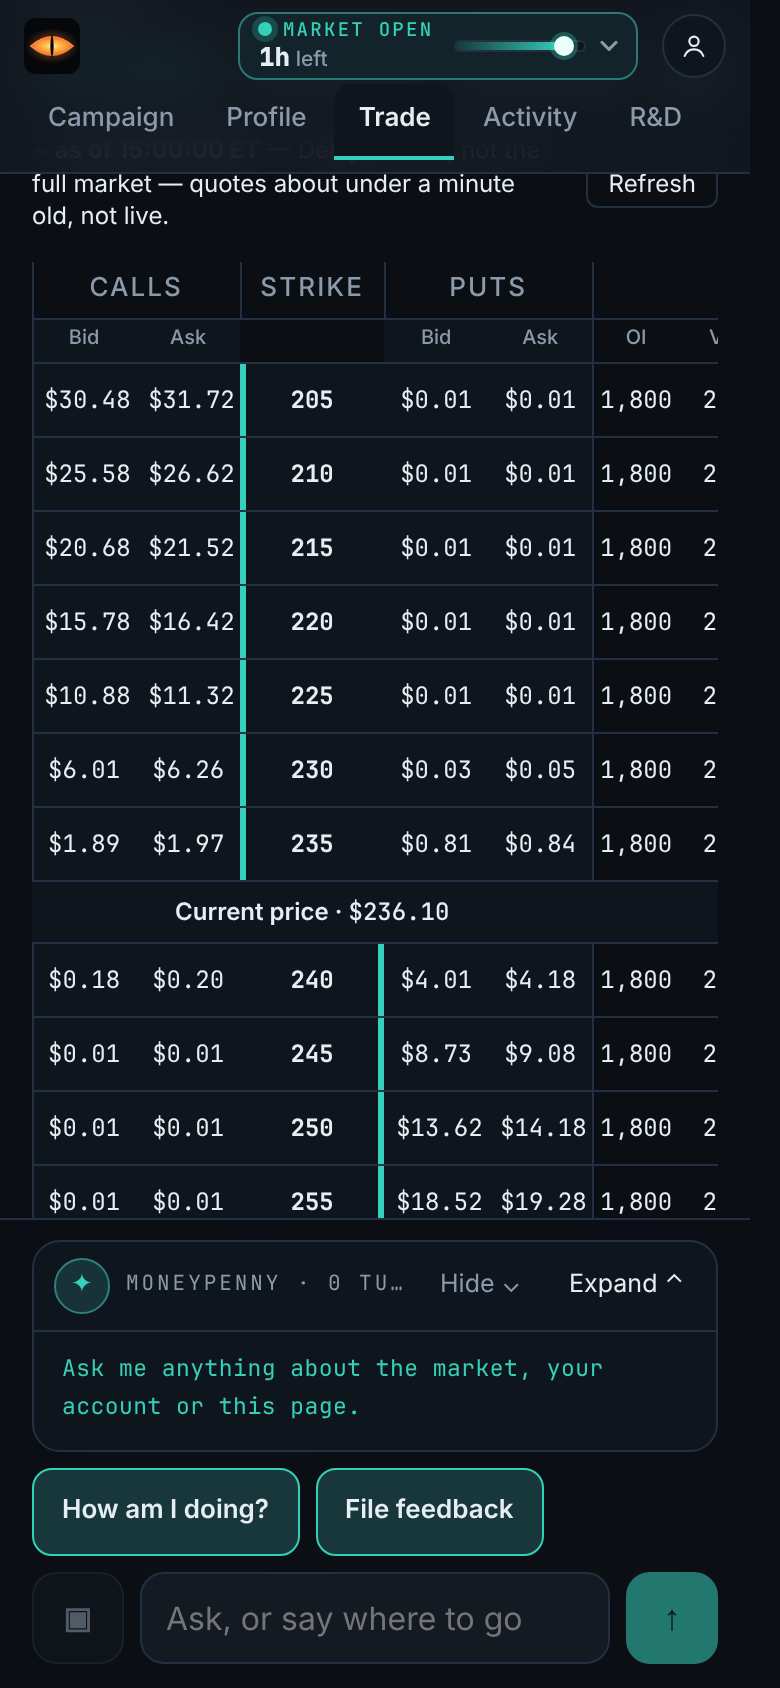 MARKET OPEN
1h left
Campaign Profile Trade Activity R&D
as of 15:00:00 ET — De not the
full market — quotes about under a minute
old, not live.
Refresh
CALLS STRIKE PUTS
Bid Ask Bid Ask OI
$30.48 $31.72 205 $0.01 $0.01 1,800 2
$25.58 $26.62 210 $0.01 $0.01 1,800 2
$20.68 $21.52 215 $0.01 $0.01 1,800 2
$15.78 $16.42 220 $0.01 $0.01 1,800 2
$10.88 $11.32 225 $0.01 $0.01 1,800 2
$6.01 $6.26 230 $0.03 $0.05 1,800 2
$1.89 $1.97 235 $0.81 $0.84 1,800 2
Current price · $236.10
$0.18 $0.20 240 $4.01 $4.18 1,800 2
$0.01 $0.01 245 $8.73 $9.08 1,800 2
$0.01 $0.01 250 $13.62 $14.18 1,800 2
$0.01 $0.01 255 $18.52 $19.28 1,800 2
MONEYPENNY · 0 TU… Hide Expand
Ask me anything about the market, your
account or this page.
How am I doing? File feedback
Ask, or say where to go